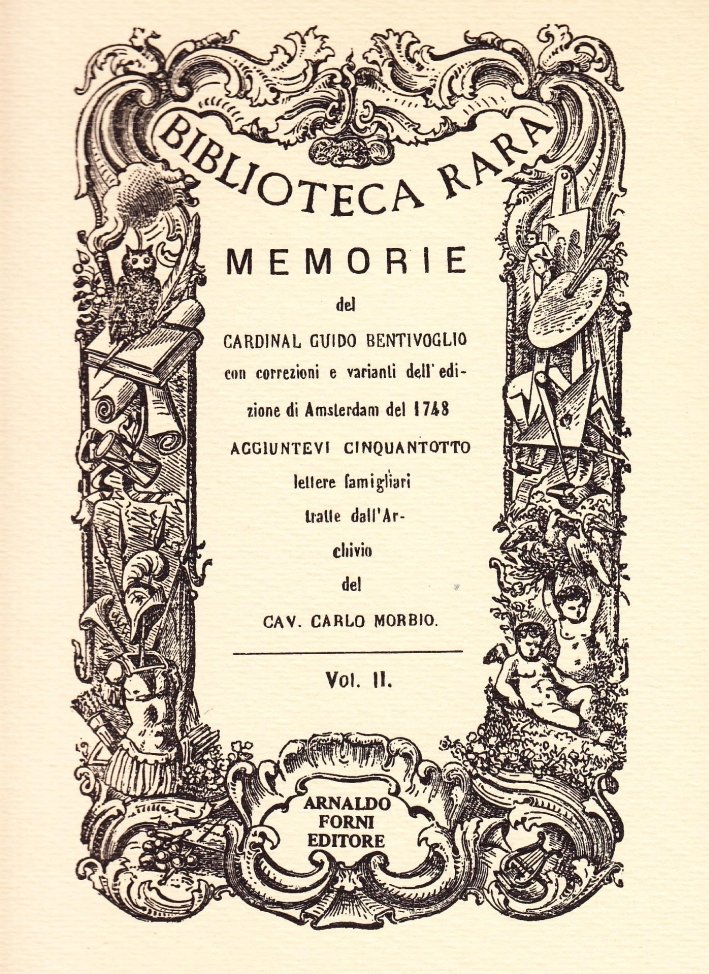 BIBLIOTECA RARA
MEMORIE
del
CARDINAL GUIDO BENTIVOGLIO
con correzioni e varianti dell' edi-
zione di Amsterdam del 1748
AGGIUNTEVI CINQUANTOTTO
lettere famigliari
tratte dall'Ar-
chivio
del
CAV. CARLO MORBIO.
Vol. II.
ARNALDO
FORNI
EDITORE